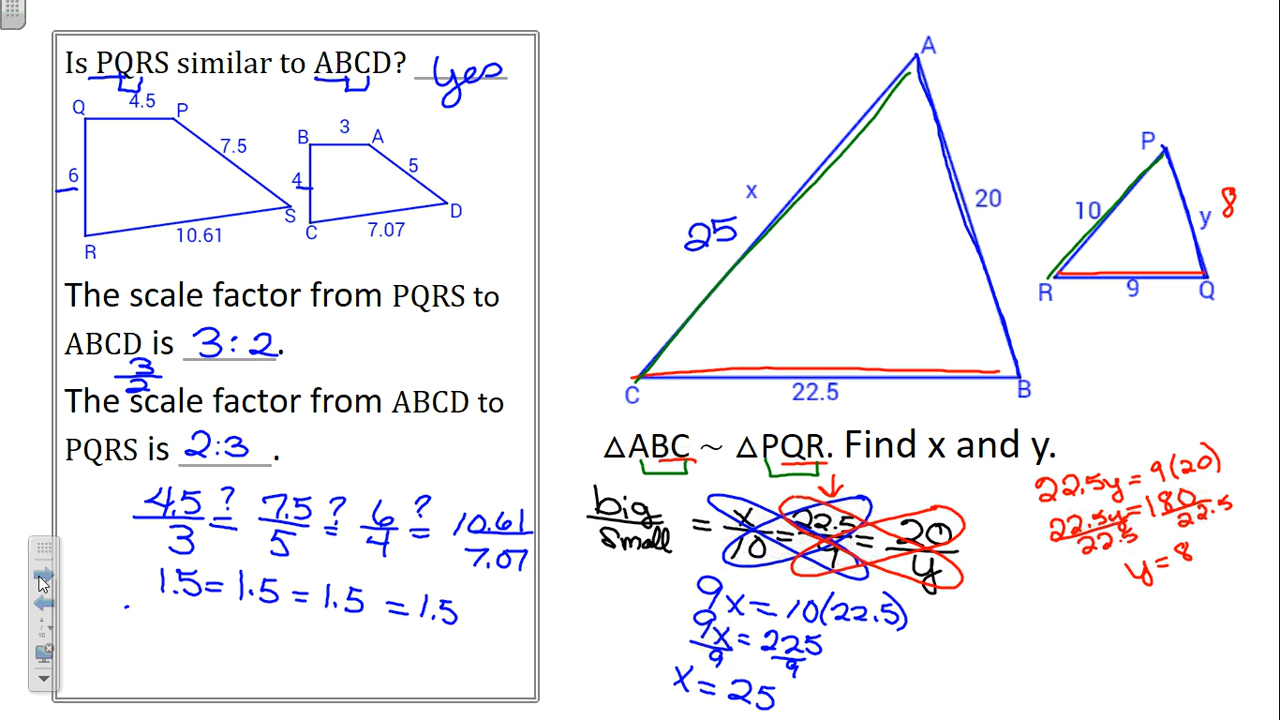 Is PQRS similar to ABCD? yes
Q 4.5 P
7.5
6
S
R 10.61
B 3 A
5
4
D
C 7.07
The scale factor from PQRS to
ABCD is 3:2.
3/2
The scale factor from ABCD to
PQRS is 2:3.
4.5/3 =? 7.5/5 =? 6/4 =? 10.61/7.07
1.5 = 1.5 = 1.5 = 1.5
A
x
20
25
C 22.5 B
P
10
y 8
R 9 Q
△ABC ~ △PQR. Find x and y.
big/small = x/10 = 22.5/9 = 20/y
9x = 10(22.5)
9x/9 = 225/9
x = 25
22.5y = 9(20)
22.5y/22.5 = 180/22.5
y = 8
4
/
10